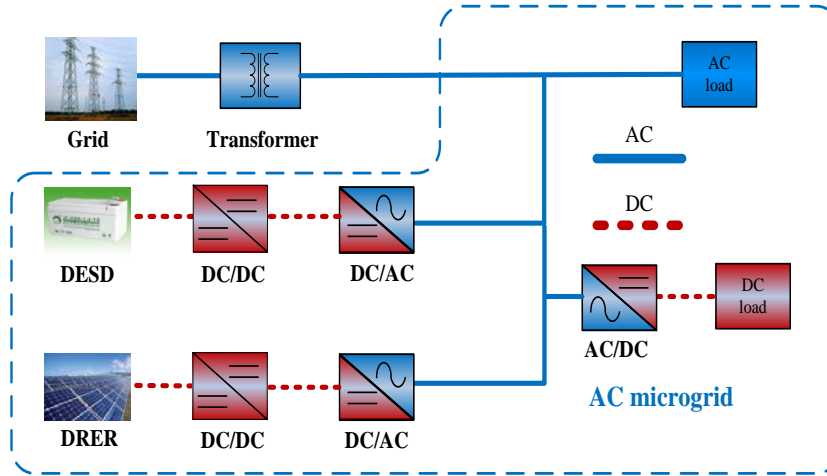 AC
load
Grid
Transformer
AC
DC
DESD
DC/DC
DC/AC
DC
load
AC/DC
AC microgrid
DRER
DC/DC
DC/AC